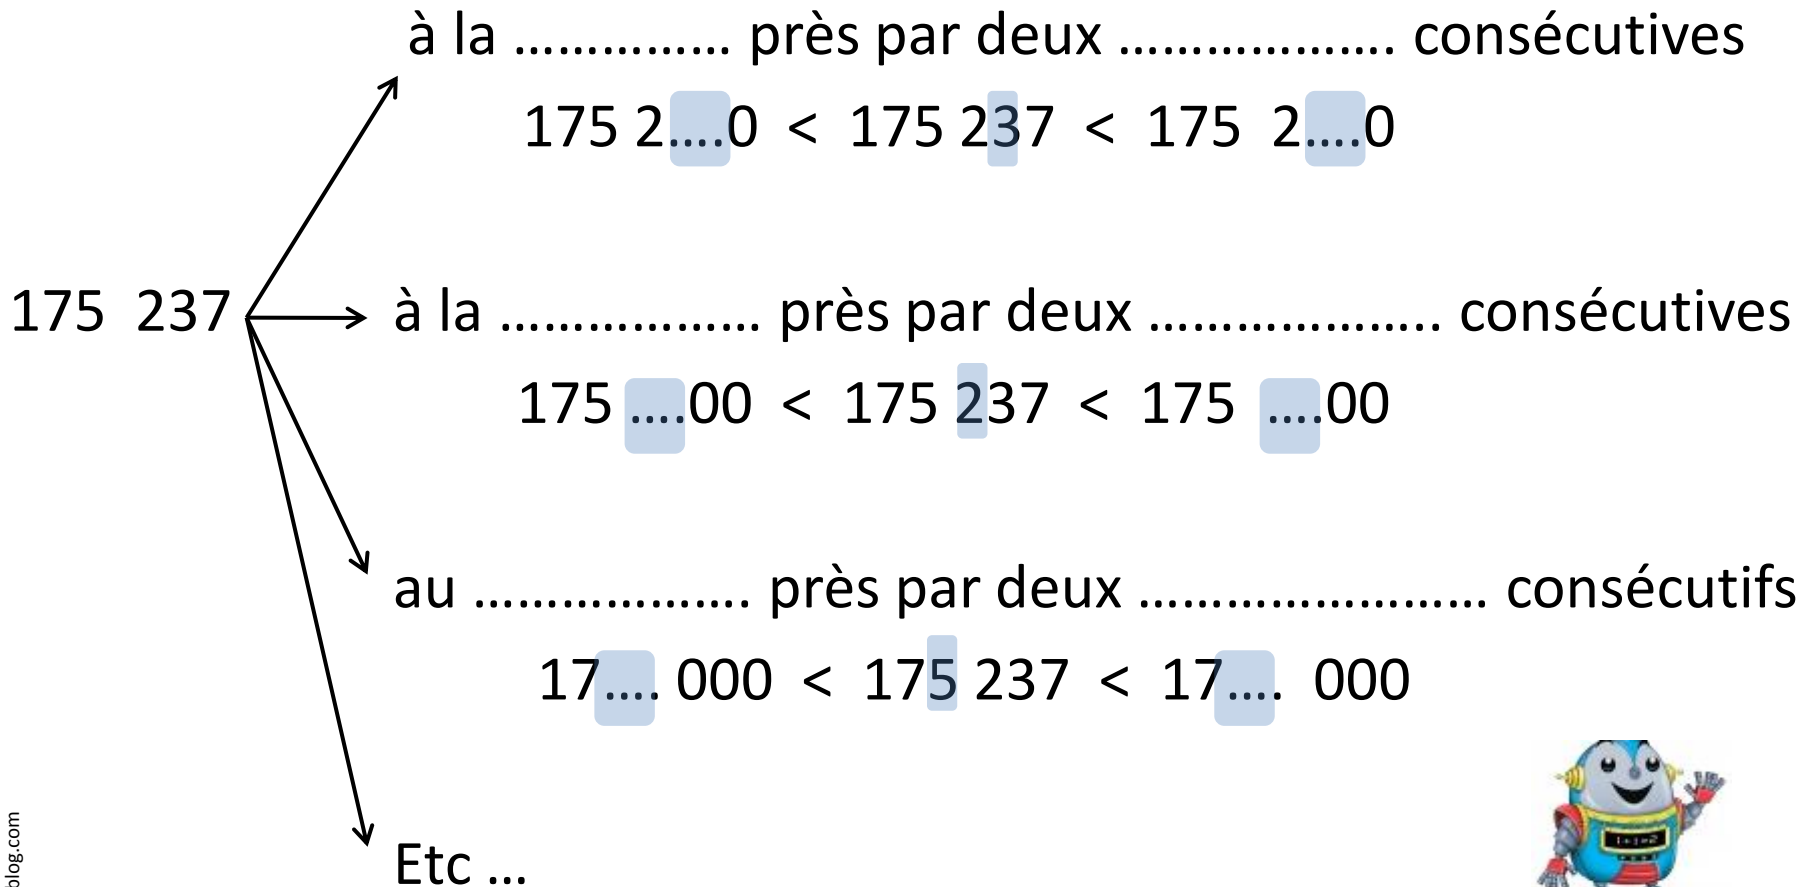 à la …………… près par deux ………………. consécutives
175 2....0 < 175 237 < 175 2....0
175 237
à la ……………… près par deux ……………….. consécutives
175 ....00 < 175 237 < 175 ....00
au ………………. près par deux …………………… consécutifs
17.... 000 < 175 237 < 17.... 000
Etc ...
blog.com